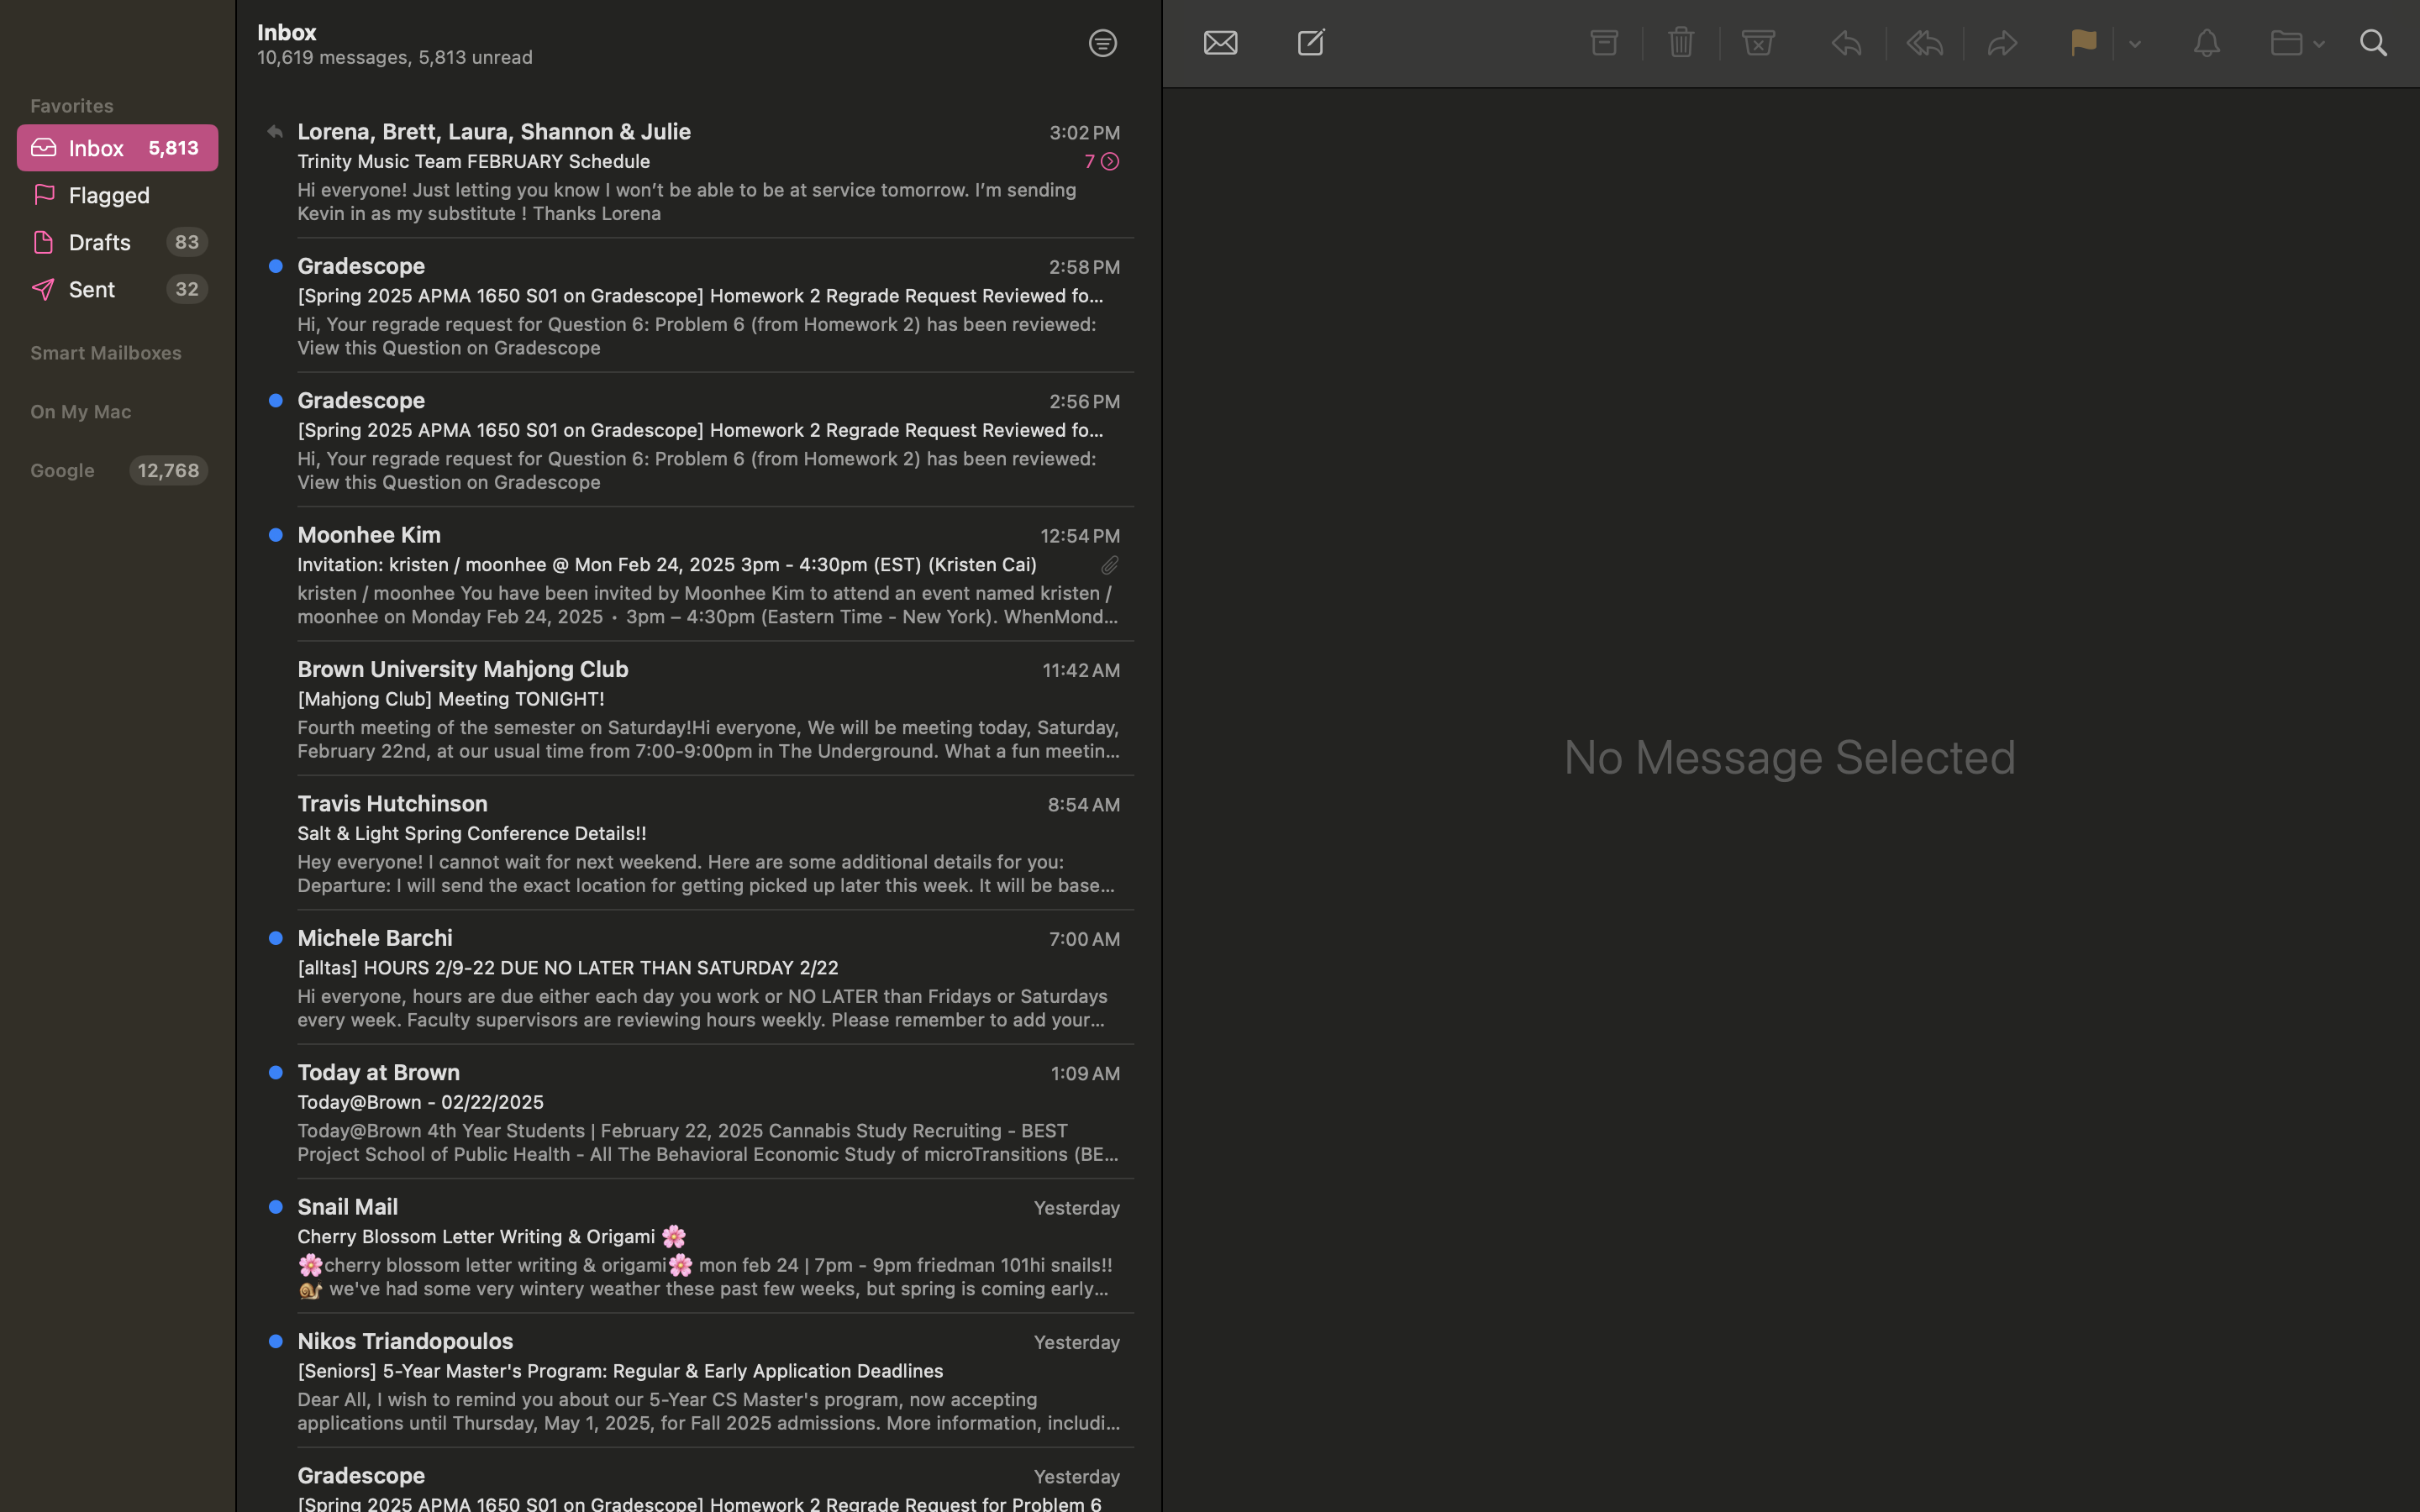 Favorites
Inbox 5,813
Flagged
Drafts 83
Sent 32
Smart Mailboxes
On My Mac
Google 12,768
Inbox
10,619 messages, 5,813 unread
Lorena, Brett, Laura, Shannon & Julie 3:02 PM
Trinity Music Team FEBRUARY Schedule 7
Hi everyone! Just letting you know I won’t be able to be at service tomorrow. I’m sending
Kevin in as my substitute ! Thanks Lorena
Gradescope 2:58 PM
[Spring 2025 APMA 1650 S01 on Gradescope] Homework 2 Regrade Request Reviewed fo...
Hi, Your regrade request for Question 6: Problem 6 (from Homework 2) has been reviewed:
View this Question on Gradescope
Gradescope 2:56 PM
[Spring 2025 APMA 1650 S01 on Gradescope] Homework 2 Regrade Request Reviewed fo...
Hi, Your regrade request for Question 6: Problem 6 (from Homework 2) has been reviewed:
View this Question on Gradescope
Moonhee Kim 12:54 PM
Invitation: kristen / moonhee @ Mon Feb 24, 2025 3pm - 4:30pm (EST) (Kristen Cai)
kristen / moonhee You have been invited by Moonhee Kim to attend an event named kristen /
moonhee on Monday Feb 24, 2025 · 3pm – 4:30pm (Eastern Time - New York). WhenMond...
Brown University Mahjong Club 11:42 AM
[Mahjong Club] Meeting TONIGHT!
Fourth meeting of the semester on Saturday!Hi everyone, We will be meeting today, Saturday,
February 22nd, at our usual time from 7:00-9:00pm in The Underground. What a fun meetin...
Travis Hutchinson 8:54 AM
Salt & Light Spring Conference Details!!
Hey everyone! I cannot wait for next weekend. Here are some additional details for you:
Departure: I will send the exact location for getting picked up later this week. It will be base...
Michele Barchi 7:00 AM
[alltas] HOURS 2/9-22 DUE NO LATER THAN SATURDAY 2/22
Hi everyone, hours are due either each day you work or NO LATER than Fridays or Saturdays
every week. Faculty supervisors are reviewing hours weekly. Please remember to add your...
Today at Brown 1:09 AM
Today@Brown - 02/22/2025
Today@Brown 4th Year Students | February 22, 2025 Cannabis Study Recruiting - BEST
Project School of Public Health - All The Behavioral Economic Study of microTransitions (BE...
Snail Mail Yesterday
Cherry Blossom Letter Writing & Origami 🌸
🌸cherry blossom letter writing & origami🌸 mon feb 24 | 7pm - 9pm friedman 101hi snails!!
🐌 we've had some very wintery weather these past few weeks, but spring is coming early...
Nikos Triandopoulos Yesterday
[Seniors] 5-Year Master's Program: Regular & Early Application Deadlines
Dear All, I wish to remind you about our 5-Year CS Master's program, now accepting
applications until Thursday, May 1, 2025, for Fall 2025 admissions. More information, includi...
Gradescope Yesterday
[Spring 2025 APMA 1650 S01 on Gradescope] Homework 2 Regrade Request for Problem 6
No Message Selected